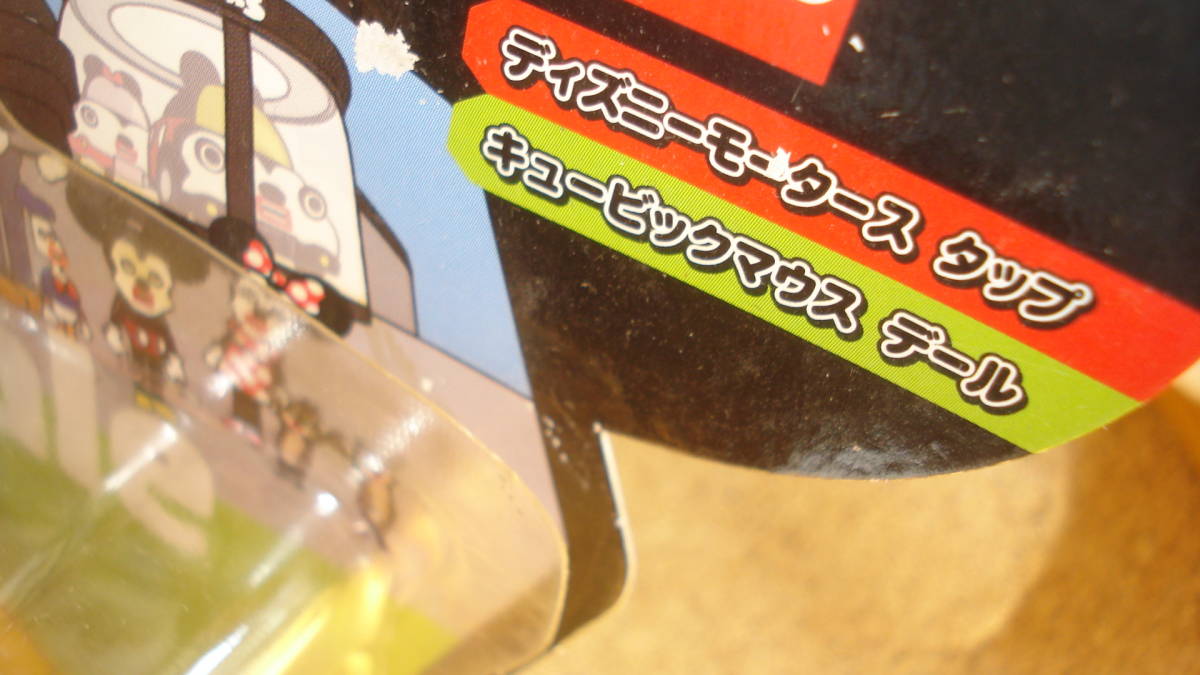 ディズニーモータース タップ
キュービックマウス デール